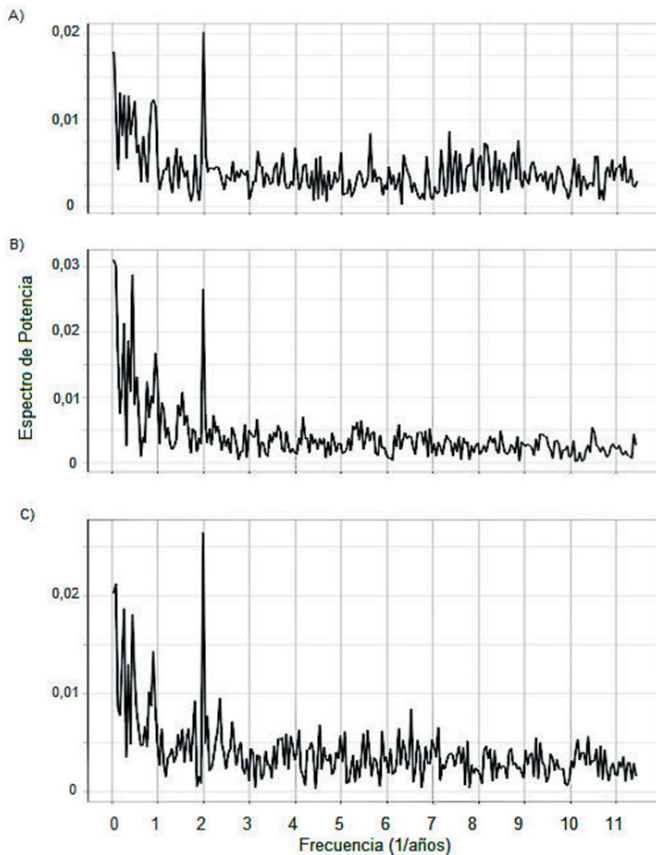 A)
0,02
0,01
0
B)
0,03
0,02
0,01
0
Espectro de Potencia
C)
0,02
0,01
0
0 1 2 3 4 5 6 7 8 9 10 11
Frecuencia (1/años)